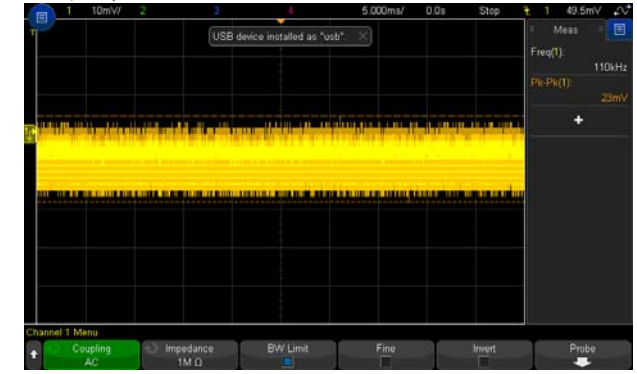 1 10mV/ 2 3 4 5.000ms/ 0.0s Stop 1 49.5mV
USB device installed as "usb".
Meas
Freq(1):
110kHz
Pk-Pk(1):
23mV
T
Channel 1 Menu
Coupling
AC
Impedance
1M Ω
BW Limit
Fine
Invert
Probe